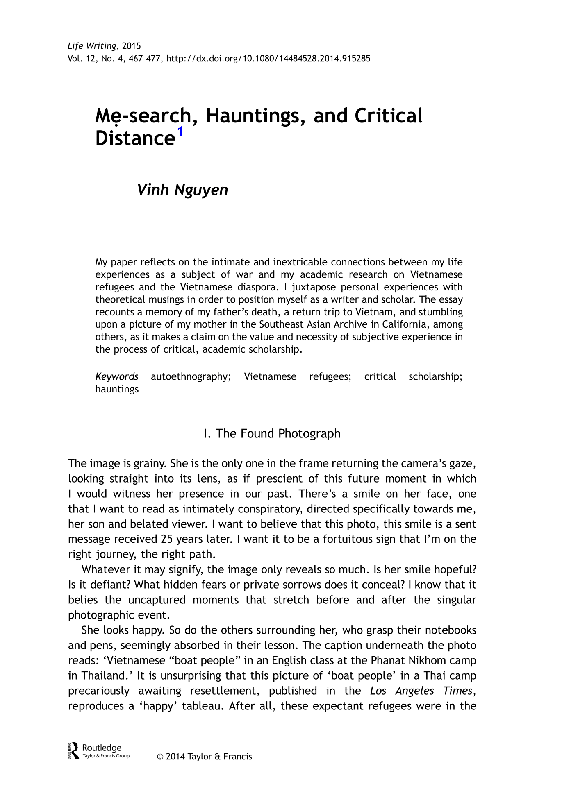 Life Writing, 2015
Vol. 12, No. 4, 467–477, http://dx.doi.org/10.1080/14484528.2014.915285
Mẹ-search, Hauntings, and Critical
Distance1
Vinh Nguyen
My paper reflects on the intimate and inextricable connections between my life
experiences as a subject of war and my academic research on Vietnamese
refugees and the Vietnamese diaspora. I juxtapose personal experiences with
theoretical musings in order to position myself as a writer and scholar. The essay
recounts a memory of my father's death, a return trip to Vietnam, and stumbling
upon a picture of my mother in the Southeast Asian Archive in California, among
others, as it makes a claim on the value and necessity of subjective experience in
the process of critical, academic scholarship.
Keywords autoethnography; Vietnamese refugees; critical scholarship;
hauntings
I. The Found Photograph
The image is grainy. She is the only one in the frame returning the camera's gaze,
looking straight into its lens, as if prescient of this future moment in which
I would witness her presence in our past. There's a smile on her face, one
that I want to read as intimately conspiratory, directed specifically towards me,
her son and belated viewer. I want to believe that this photo, this smile is a sent
message received 25 years later. I want it to be a fortuitous sign that I'm on the
right journey, the right path.
Whatever it may signify, the image only reveals so much. Is her smile hopeful?
Is it defiant? What hidden fears or private sorrows does it conceal? I know that it
belies the uncaptured moments that stretch before and after the singular
photographic event.
She looks happy. So do the others surrounding her, who grasp their notebooks
and pens, seemingly absorbed in their lesson. The caption underneath the photo
reads: 'Vietnamese "boat people" in an English class at the Phanat Nikhom camp
in Thailand.' It is unsurprising that this picture of 'boat people' in a Thai camp
precariously awaiting resettlement, published in the Los Angeles Times,
reproduces a 'happy' tableau. After all, these expectant refugees were in the
Routledge
Taylor & Francis Group
© 2014 Taylor & Francis